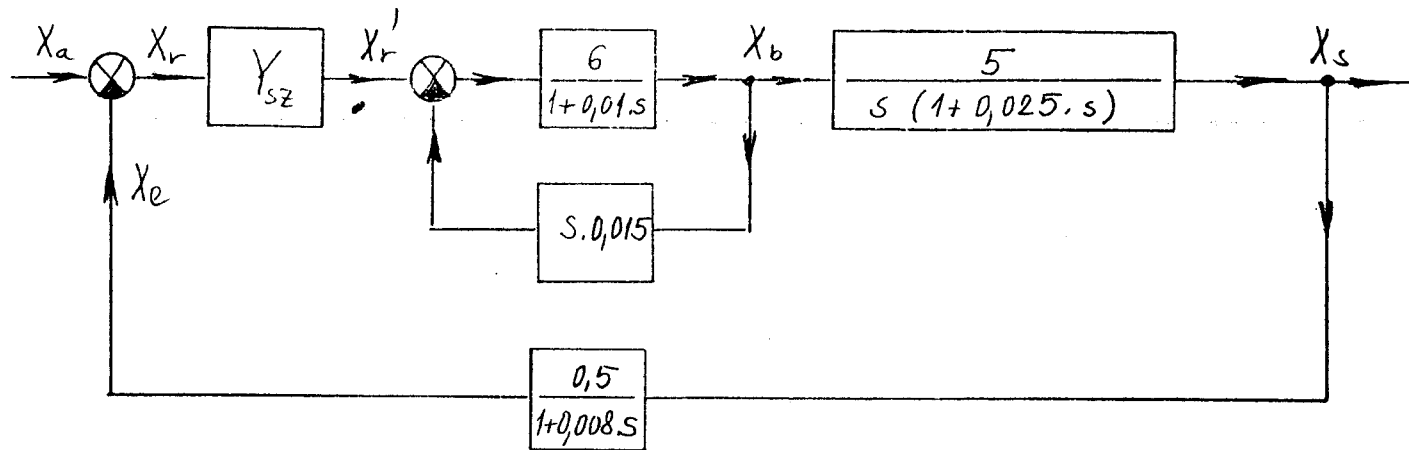 Xa
Xr
Ysz
Xr'
6
1+0,01.s
Xb
5
s (1+0,025.s)
Xs
s.0,015
Xe
0,5
1+0,008.s